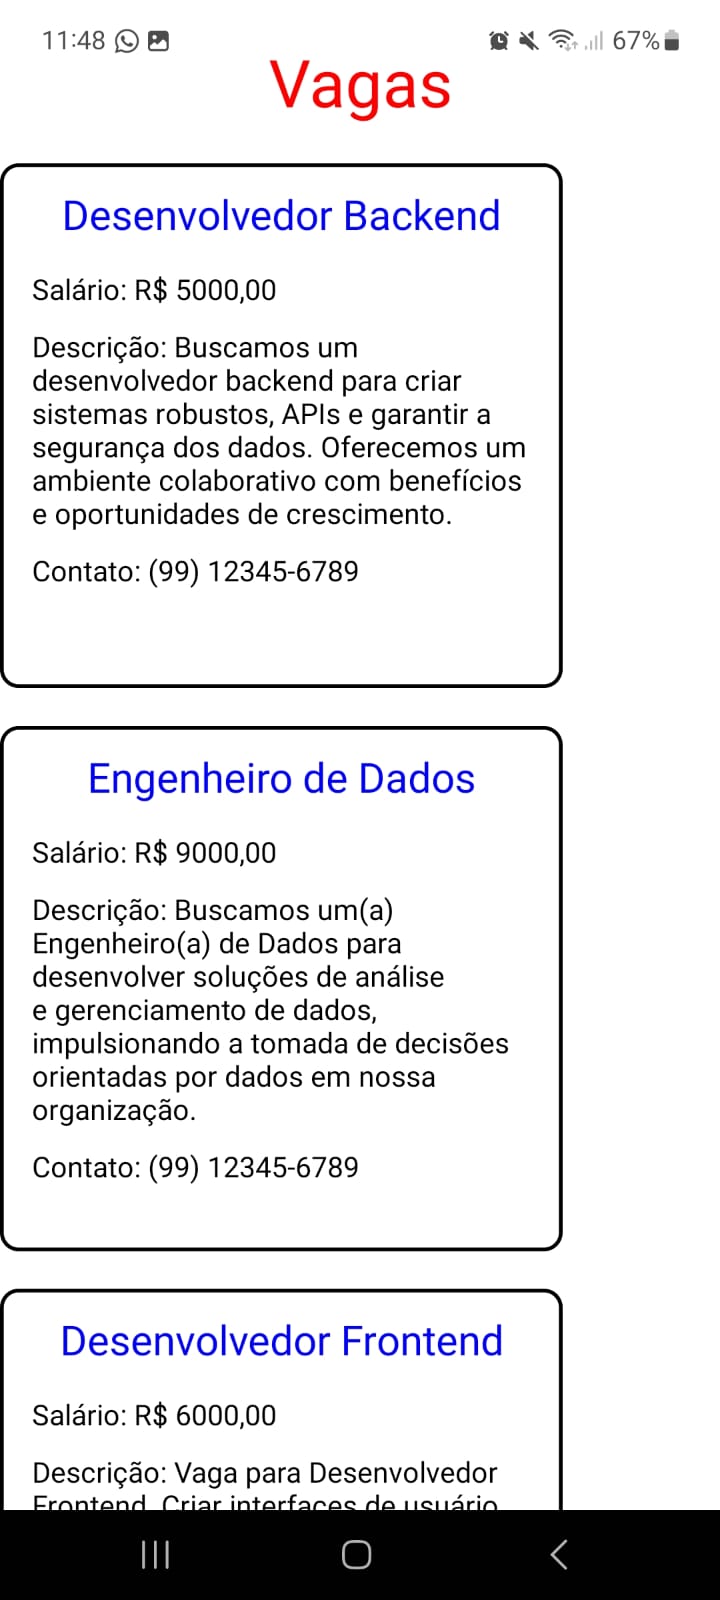 11:48 67%
Vagas
Desenvolvedor Backend
Salário: R$ 5000,00
Descrição: Buscamos um
desenvolvedor backend para criar
sistemas robustos, APIs e garantir a
segurança dos dados. Oferecemos um
ambiente colaborativo com benefícios
e oportunidades de crescimento.
Contato: (99) 12345-6789
Engenheiro de Dados
Salário: R$ 9000,00
Descrição: Buscamos um(a)
Engenheiro(a) de Dados para
desenvolver soluções de análise
e gerenciamento de dados,
impulsionando a tomada de decisões
orientadas por dados em nossa
organização.
Contato: (99) 12345-6789
Desenvolvedor Frontend
Salário: R$ 6000,00
Descrição: Vaga para Desenvolvedor
Frontend. Criar interfaces de usuário